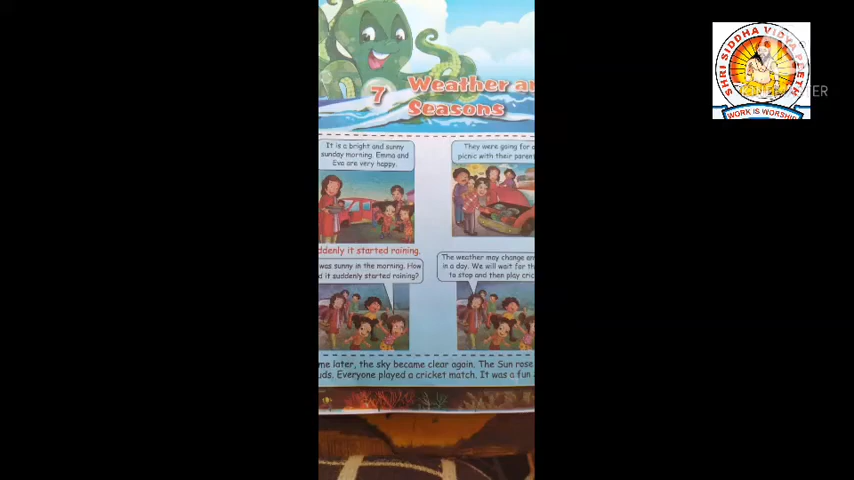 7
Weather a
Seasons
It is a bright and sunny
sunday morning. Emma and
Eva are very happy.
They were going for a
picnic with their paren
ddenly it started raining.
was sunny in the morning. How
d it suddenly started raining?
The weather may change an
in a day. We will wait for th
to stop and then play cric
me later, the sky became clear again. The Sun rose
uds. Everyone played a cricket match. It was a fun
SHRI SIDDHA VIDYA PEETH
WORK IS WORSHIP